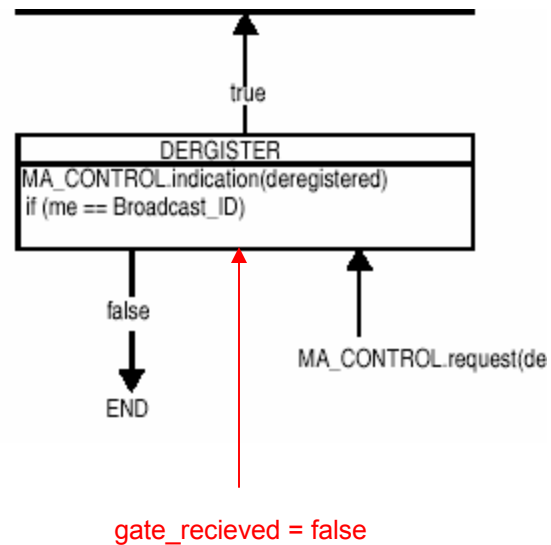 true
DERGISTER
MA_CONTROL.indication(deregistered)
if (me == Broadcast_ID)
false
MA_CONTROL.request(de
END
gate_recieved = false